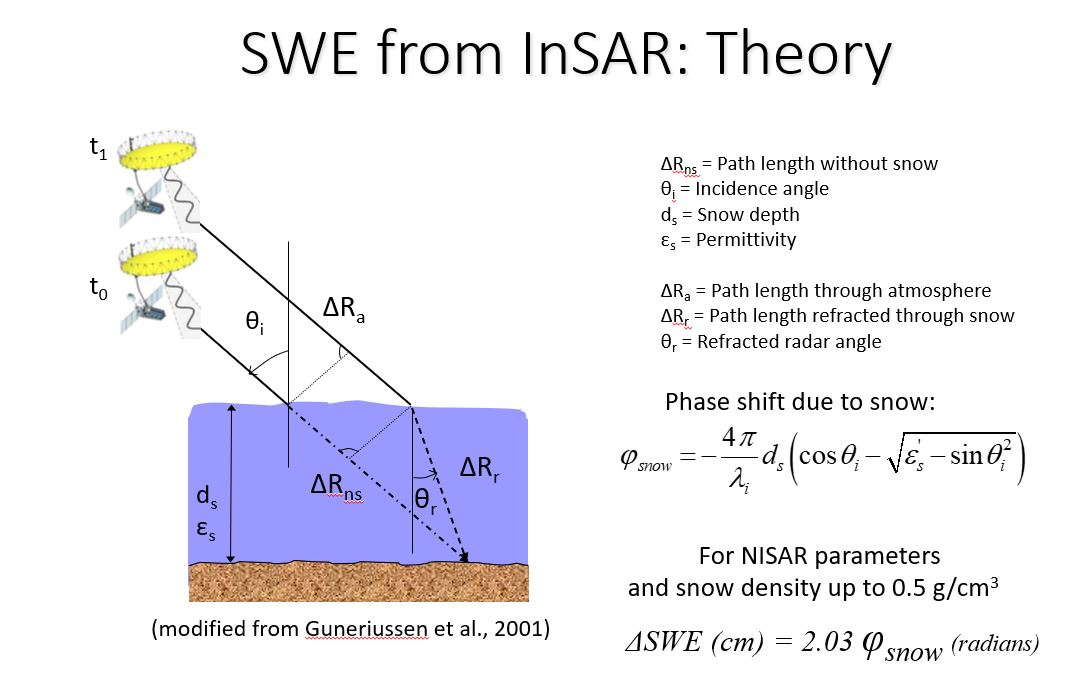 SWE from InSAR: Theory
t₁
t₀
θᵢ
ΔRₐ
ΔRₙₛ
θᵣ
ΔRᵣ
dₛ
εₛ
(modified from Guneriussen et al., 2001)
ΔRₙₛ = Path length without snow
θᵢ = Incidence angle
dₛ = Snow depth
εₛ = Permittivity
ΔRₐ = Path length through atmosphere
ΔRᵣ = Path length refracted through snow
θᵣ = Refracted radar angle
Phase shift due to snow:
φ_snow = − 4π/λᵢ dₛ (cos θᵢ − √(εₛ' − sin θᵢ²))
For NISAR parameters
and snow density up to 0.5 g/cm³
ΔSWE (cm) = 2.03 φ_snow (radians)